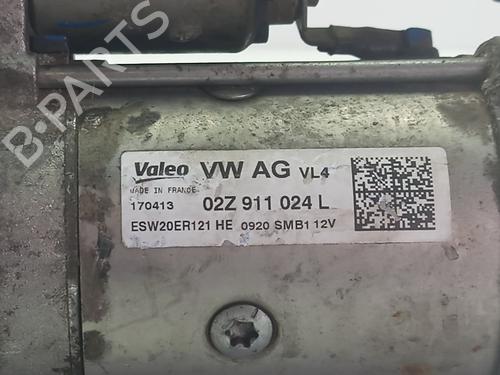 B-PARTS
Valeo VW AG VL4
MADE IN FRANCE
170413 02Z 911 024 L
ESW20ER121 HE 0920 SMB1 12V